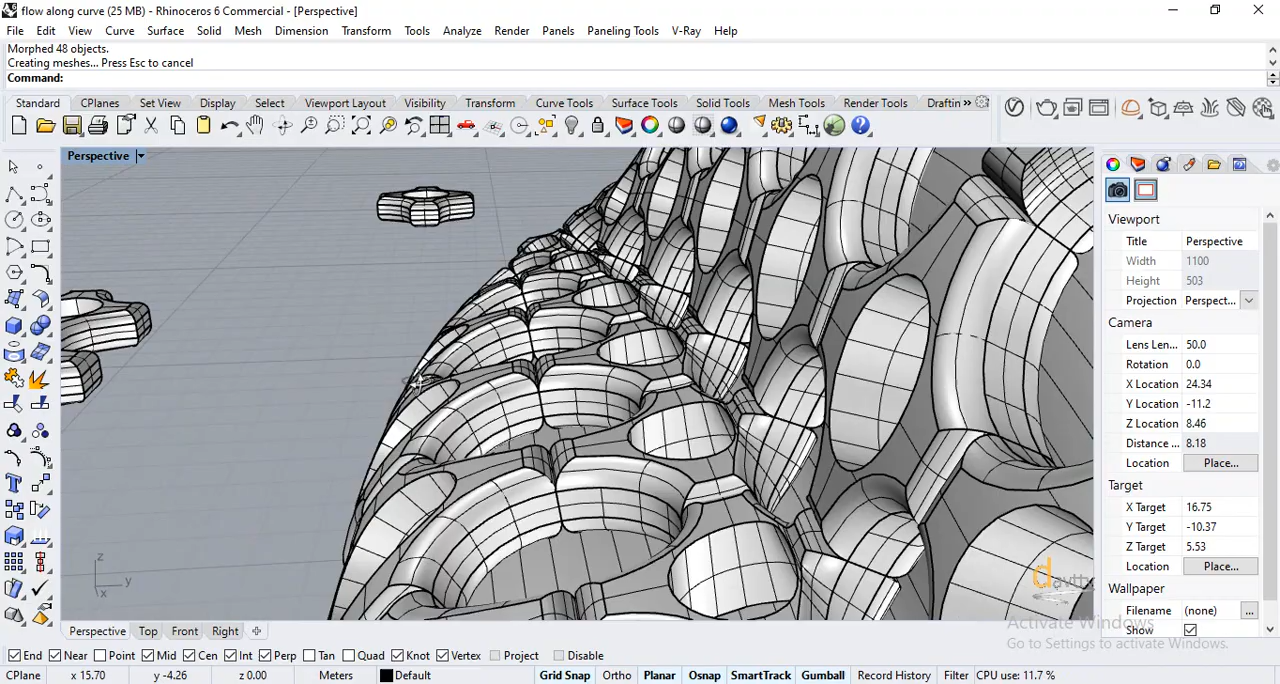 flow along curve (25 MB) - Rhinoceros 6 Commercial - [Perspective]
File Edit View Curve Surface Solid Mesh Dimension Transform Tools Analyze Render Panels Paneling Tools V-Ray Help
Morphed 48 objects.
Creating meshes... Press Esc to cancel
Command:
Standard CPlanes Set View Display Select Viewport Layout Visibility Transform Curve Tools Surface Tools Solid Tools Mesh Tools Render Tools Draftin »
Perspective
Viewport
Title Perspective
Width 1100
Height 503
Projection Perspect...
Camera
Lens Len... 50.0
Rotation 0.0
X Location 24.34
Y Location -11.2
Z Location 8.46
Distance ... 8.18
Location Place...
Target
X Target 16.75
Y Target -10.37
Z Target 5.53
Location Place...
Wallpaper
Filename (none) ...
Show
z
y
x
Activate Windows
Go to Settings to activate Windows.
Perspective Top Front Right
End Near Point Mid Cen Int Perp Tan Quad Knot Vertex Project Disable
CPlane x 15.70 y -4.26 z 0.00 Meters Default Grid Snap Ortho Planar Osnap SmartTrack Gumball Record History Filter CPU use: 11.7 %